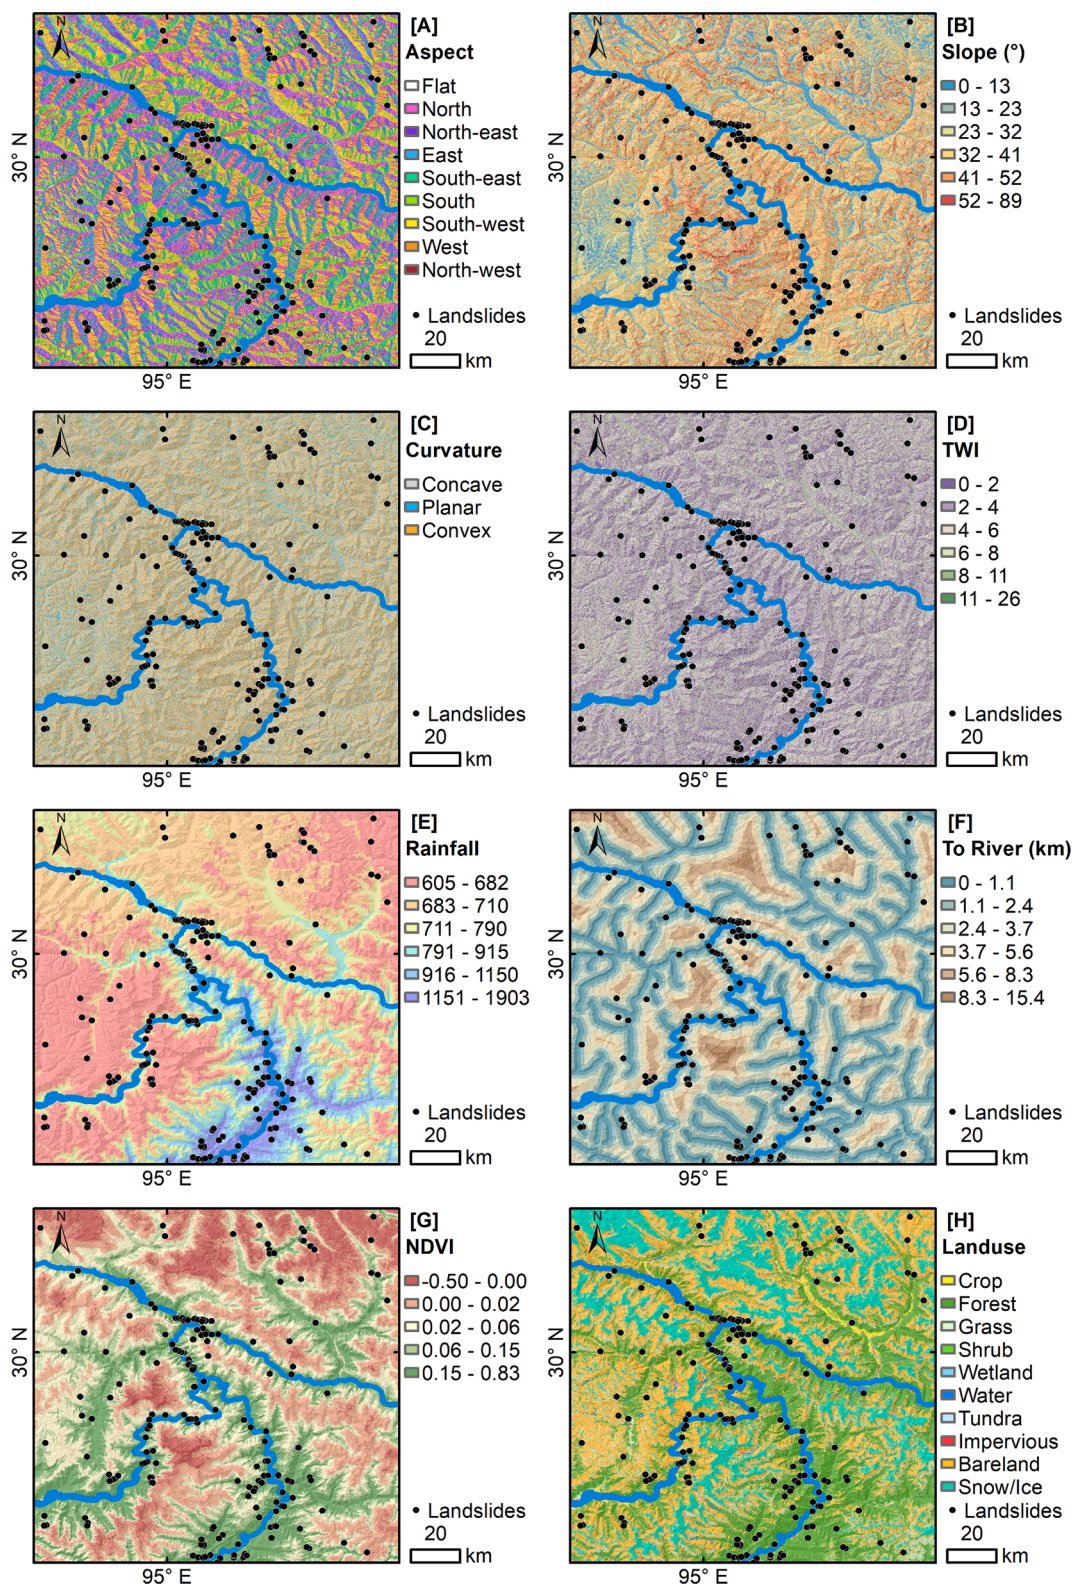 N
[A]
Aspect
Flat
North
North-east
East
South-east
South
South-west
West
North-west
Landslides
20
km
30° N
95° E
N
[B]
Slope (°)
0 - 13
13 - 23
23 - 32
32 - 41
41 - 52
52 - 89
Landslides
20
km
95° E
N
[C]
Curvature
Concave
Planar
Convex
Landslides
20
km
30° N
95° E
N
[D]
TWI
0 - 2
2 - 4
4 - 6
6 - 8
8 - 11
11 - 26
Landslides
20
km
95° E
N
[E]
Rainfall
605 - 682
683 - 710
711 - 790
791 - 915
916 - 1150
1151 - 1903
Landslides
20
km
30° N
95° E
N
[F]
To River (km)
0 - 1.1
1.1 - 2.4
2.4 - 3.7
3.7 - 5.6
5.6 - 8.3
8.3 - 15.4
Landslides
20
km
95° E
N
[G]
NDVI
-0.50 - 0.00
0.00 - 0.02
0.02 - 0.06
0.06 - 0.15
0.15 - 0.83
Landslides
20
km
30° N
95° E
N
[H]
Landuse
Crop
Forest
Grass
Shrub
Wetland
Water
Tundra
Impervious
Bareland
Snow/Ice
Landslides
20
km
95° E